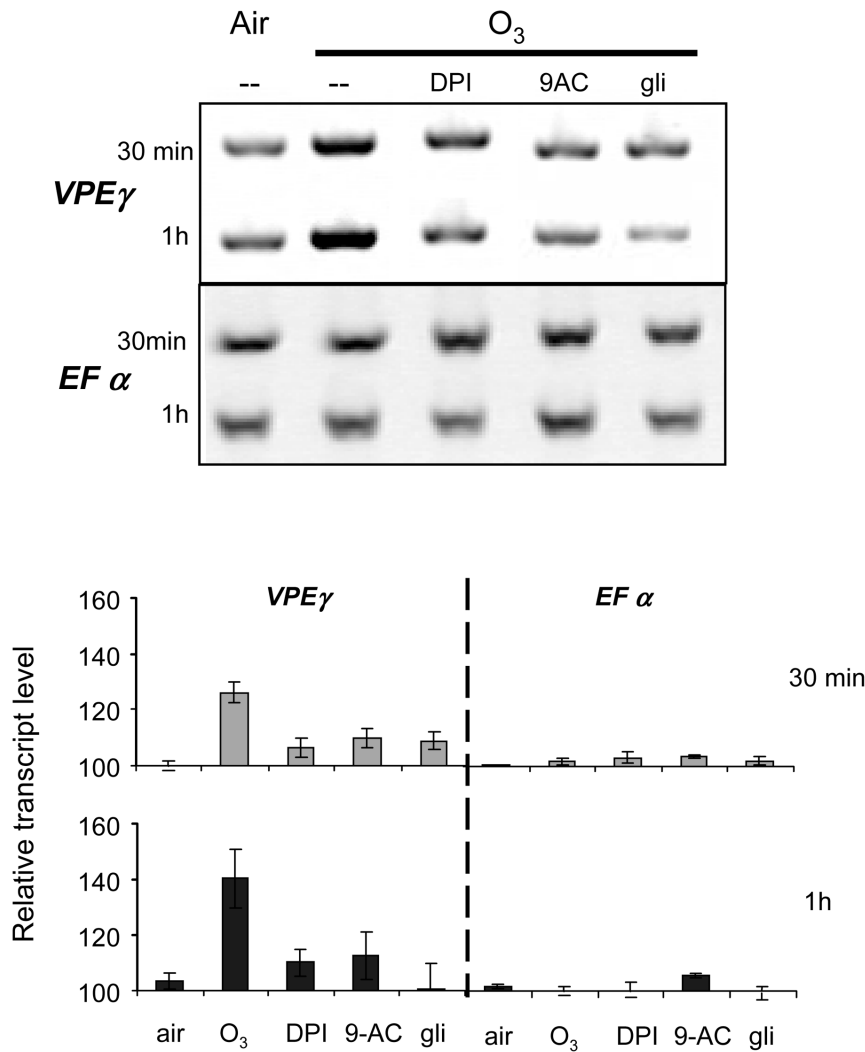 Air O3
-- -- DPI 9AC gli
30 min
VPEγ
1h
30min
EF α
1h
Relative transcript level
VPEγ EF α
160
140
120
100
30 min
160
140
120
100
1h
air O3 DPI 9-AC gli air O3 DPI 9-AC gli